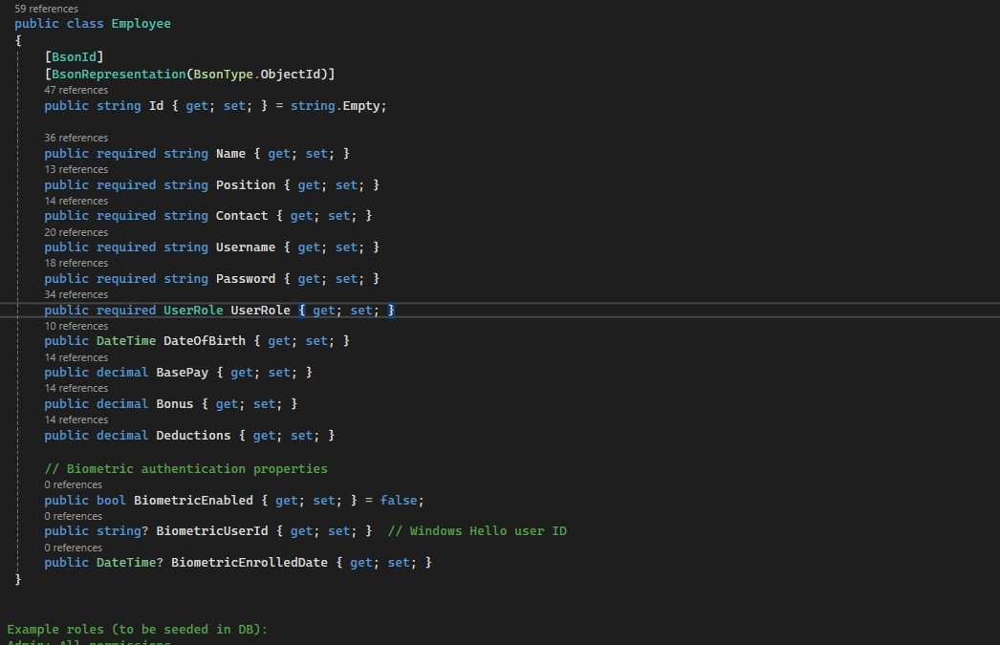 59 references
public class Employee
{
[BsonId]
[BsonRepresentation(BsonType.ObjectId)]
47 references
public string Id { get; set; } = string.Empty;
36 references
public required string Name { get; set; }
13 references
public required string Position { get; set; }
14 references
public required string Contact { get; set; }
20 references
public required string Username { get; set; }
18 references
public required string Password { get; set; }
34 references
public required UserRole UserRole { get; set; }
10 references
public DateTime DateOfBirth { get; set; }
14 references
public decimal BasePay { get; set; }
14 references
public decimal Bonus { get; set; }
14 references
public decimal Deductions { get; set; }
// Biometric authentication properties
0 references
public bool BiometricEnabled { get; set; } = false;
0 references
public string? BiometricUserId { get; set; }  // Windows Hello user ID
0 references
public DateTime? BiometricEnrolledDate { get; set; }
}
Example roles (to be seeded in DB):
Admin: All permissions